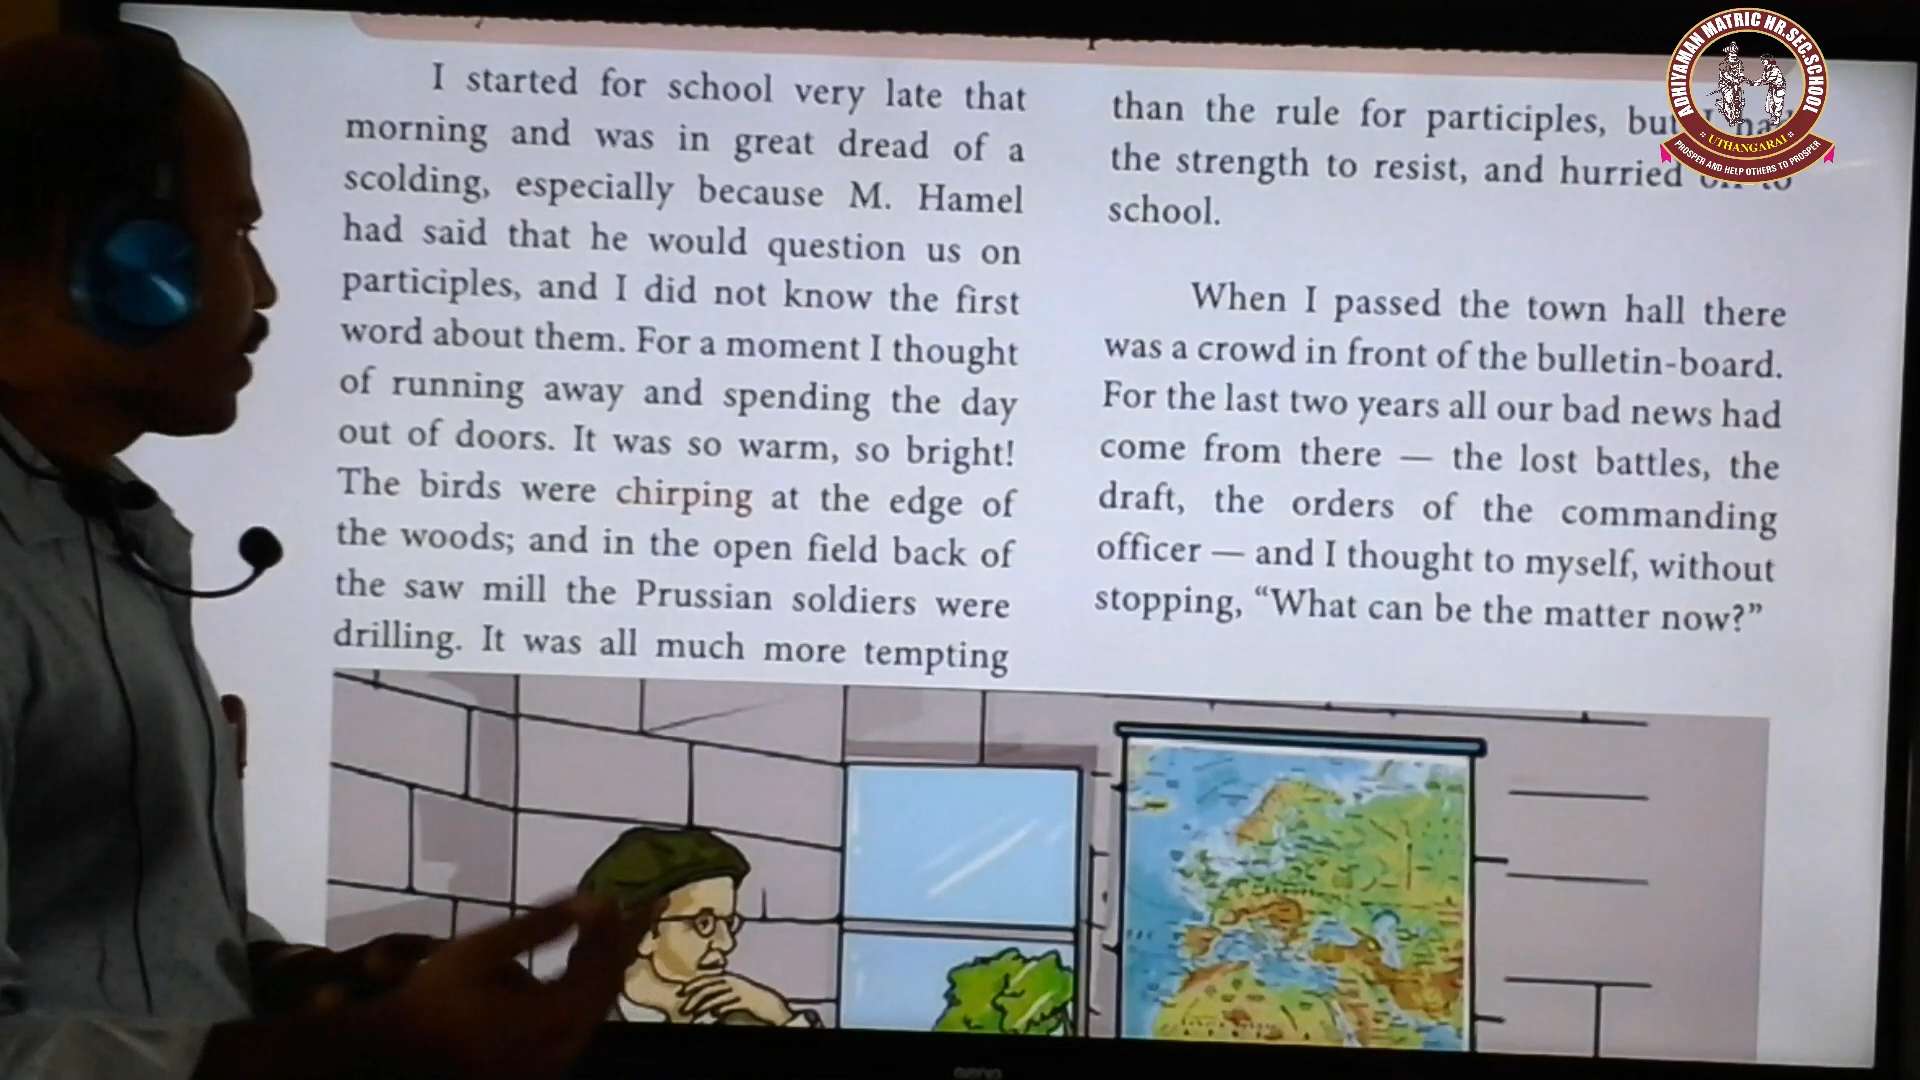 I started for school very late that
morning and was in great dread of a
scolding, especially because M. Hamel
had said that he would question us on
participles, and I did not know the first
word about them. For a moment I thought
of running away and spending the day
out of doors. It was so warm, so bright!
The birds were chirping at the edge of
the woods; and in the open field back of
the saw mill the Prussian soldiers were
drilling. It was all much more tempting
than the rule for participles, but
the strength to resist, and hurried
school.
When I passed the town hall there
was a crowd in front of the bulletin-board.
For the last two years all our bad news had
come from there — the lost battles, the
draft, the orders of the commanding
officer — and I thought to myself, without
stopping, “What can be the matter now?”
ADHIYAMAN MATRIC HR.SEC.SCHOOL
UTHANGARAI
PROSPER AND HELP OTHERS TO PROSPER